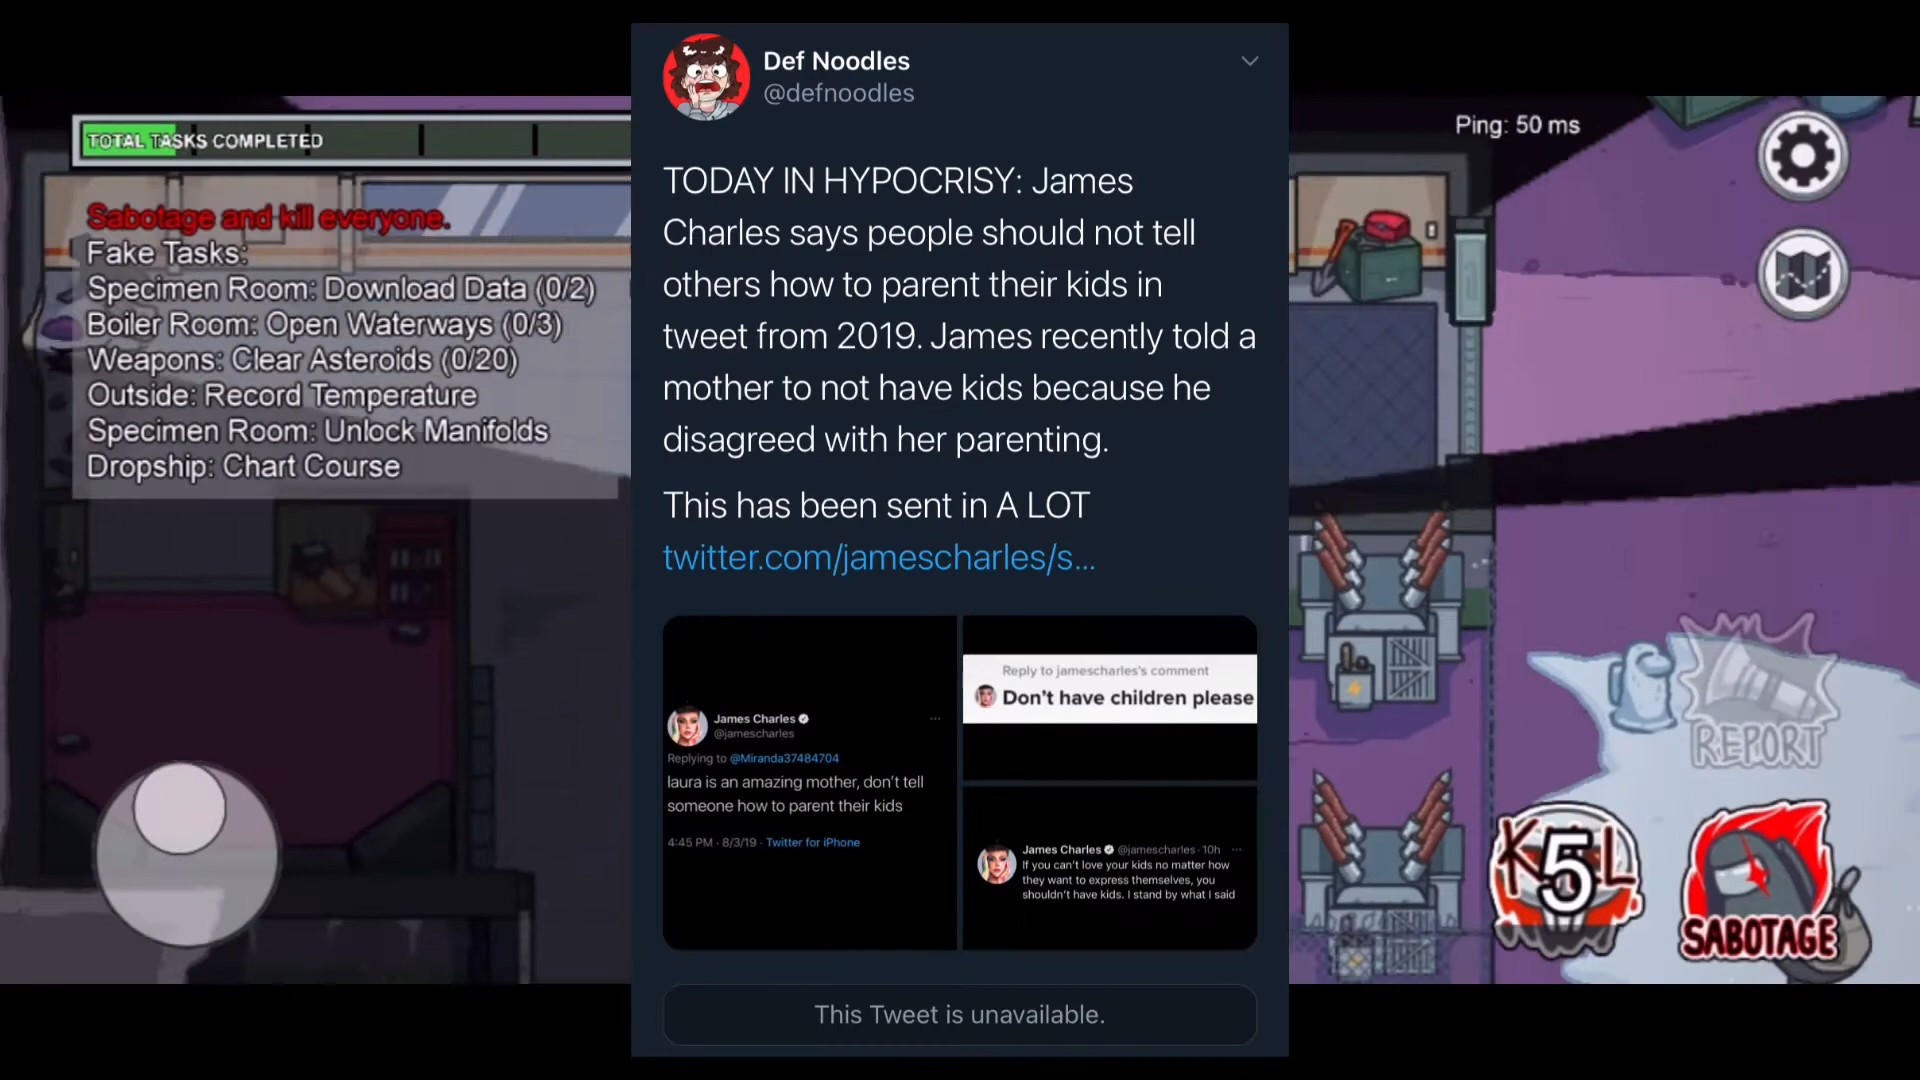 TOTAL TASKS COMPLETED
Sabotage and kill everyone.
Fake Tasks:
Specimen Room: Download Data (0/2)
Boiler Room: Open Waterways (0/3)
Weapons: Clear Asteroids (0/20)
Outside: Record Temperature
Specimen Room: Unlock Manifolds
Dropship: Chart Course
Def Noodles
@defnoodles
TODAY IN HYPOCRISY: James
Charles says people should not tell
others how to parent their kids in
tweet from 2019. James recently told a
mother to not have kids because he
disagreed with her parenting.
This has been sent in A LOT
twitter.com/jamescharles/s...
James Charles
@jamescharles
Replying to @Miranda37484704
laura is an amazing mother, don't tell
someone how to parent their kids
4:45 PM · 8/3/19 · Twitter for iPhone
Reply to jamescharles's comment
Don't have children please
James Charles @jamescharles · 10h
If you can't love your kids no matter how
they want to express themselves, you
shouldn't have kids. I stand by what I said
This Tweet is unavailable.
Ping: 50 ms
REPORT
5
SABOTAGE